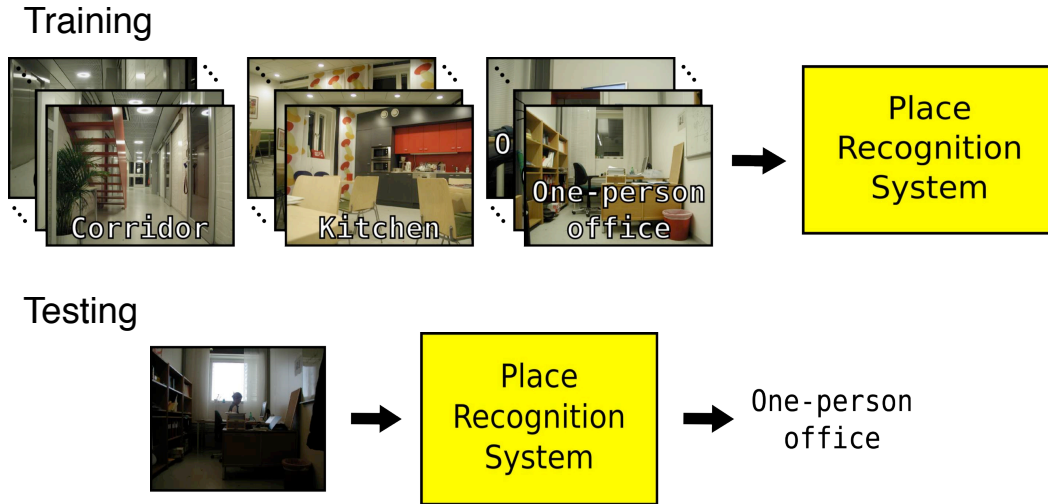 Training
Corridor
Kitchen
O
One-person
office
Place
Recognition
System
Testing
Place
Recognition
System
One-person
office